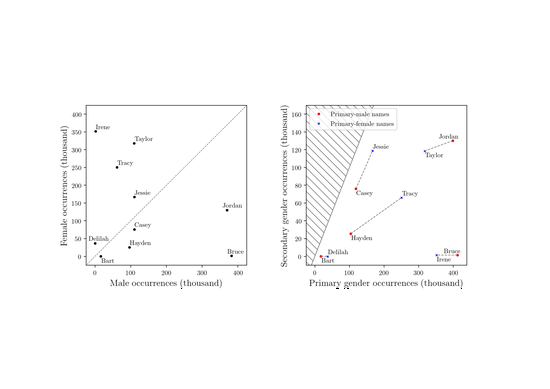 400
350
300
250
200
150
100
50
0
Irene
Taylor
Tracy
Jessie
Jordan
Casey
Delilah
Hayden
Bart
Bruce
0
100
200
300
400
Male occurrences (thousand)
Female occurrences (thousand)
160
140
120
100
80
60
40
20
0
Primary-male names
Primary-female names
Jordan
Jessie
Taylor
Casey
Tracy
Hayden
Delilah
Bart
Bruce
Irene
0
100
200
300
400
Primary gender occurrences (thousand)
Secondary gender occurrences (thousand)